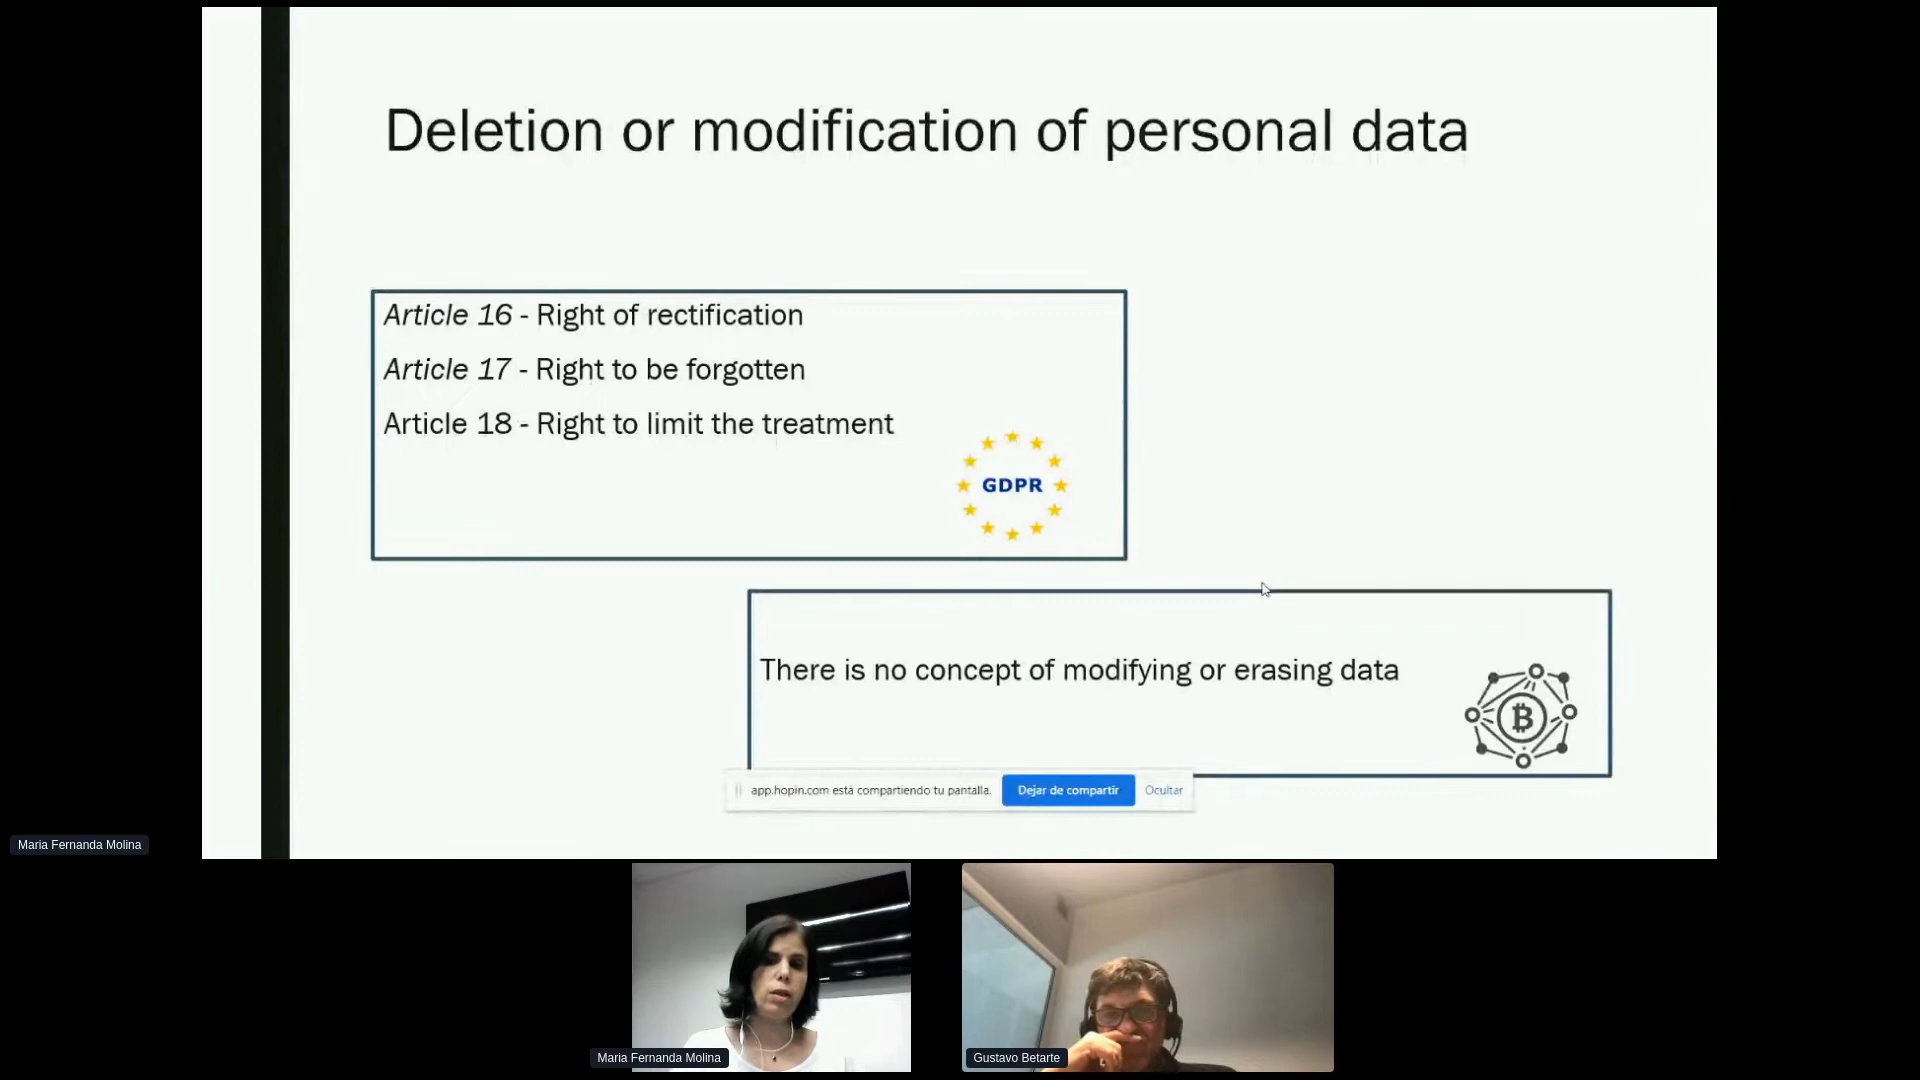 Deletion or modification of personal data
Article 16 - Right of rectification
Article 17 - Right to be forgotten
Article 18 - Right to limit the treatment
GDPR
There is no concept of modifying or erasing data
app.hopin.com está compartiendo tu pantalla.
Dejar de compartir
Ocultar
Maria Fernanda Molina
Maria Fernanda Molina
Gustavo Betarte